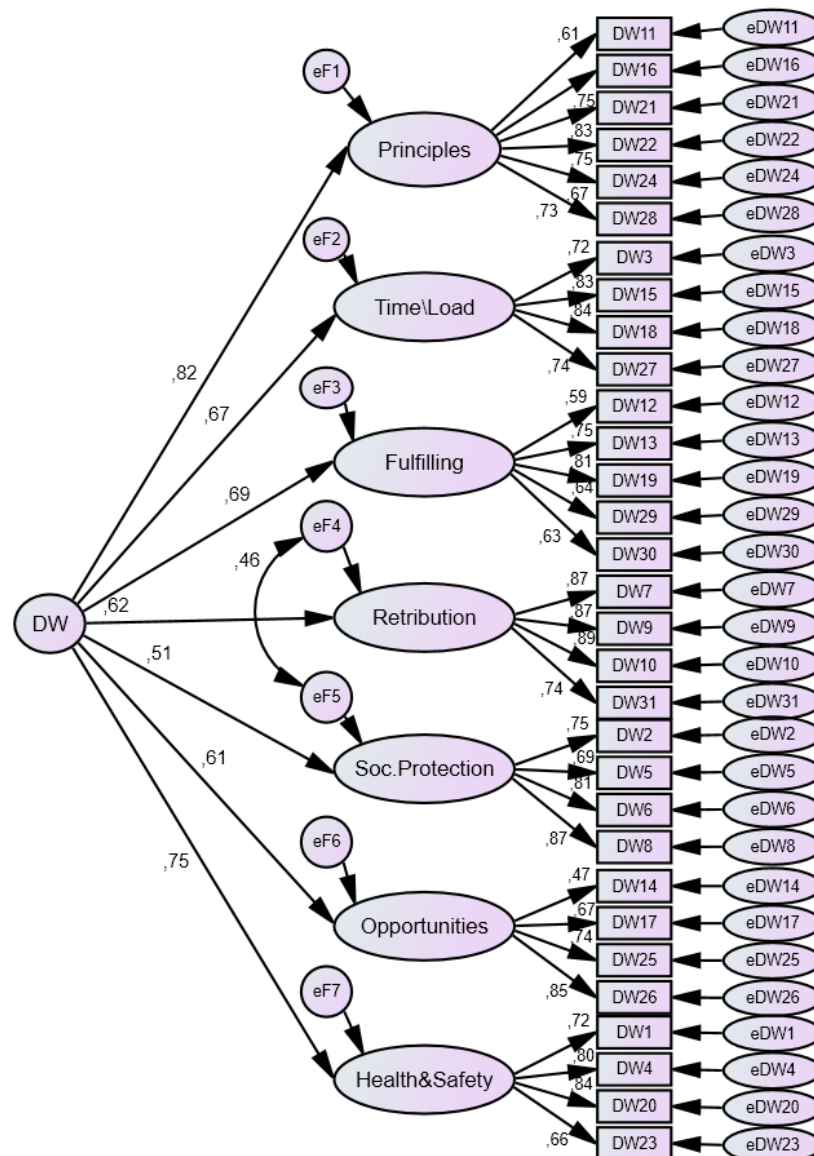 ,61
DW11
eDW11
eF1
DW16
eDW16
,75
DW21
eDW21
Principles
,83
DW22
eDW22
,75
DW24
eDW24
,67
,73
DW28
eDW28
eF2
,72
DW3
eDW3
,83
DW15
eDW15
Time\Load
,84
DW18
eDW18
,82
,74
DW27
eDW27
eF3
,67
,59
DW12
eDW12
,75
DW13
eDW13
Fulfilling
,81
DW19
eDW19
,69
,64
DW29
eDW29
eF4
,63
DW30
eDW30
,46
,87
DW7
eDW7
,62
DW
Retribution
,87
DW9
eDW9
,89
DW10
eDW10
,51
eF5
,74
DW31
eDW31
,75
DW2
eDW2
,61
Soc.Protection
,69
DW5
eDW5
,81
DW6
eDW6
eF6
,87
DW8
eDW8
,75
,47
DW14
eDW14
Opportunities
,67
DW17
eDW17
,74
DW25
eDW25
eF7
,85
DW26
eDW26
,72
DW1
eDW1
Health&Safety
,80
DW4
eDW4
,84
DW20
eDW20
,66
DW23
eDW23